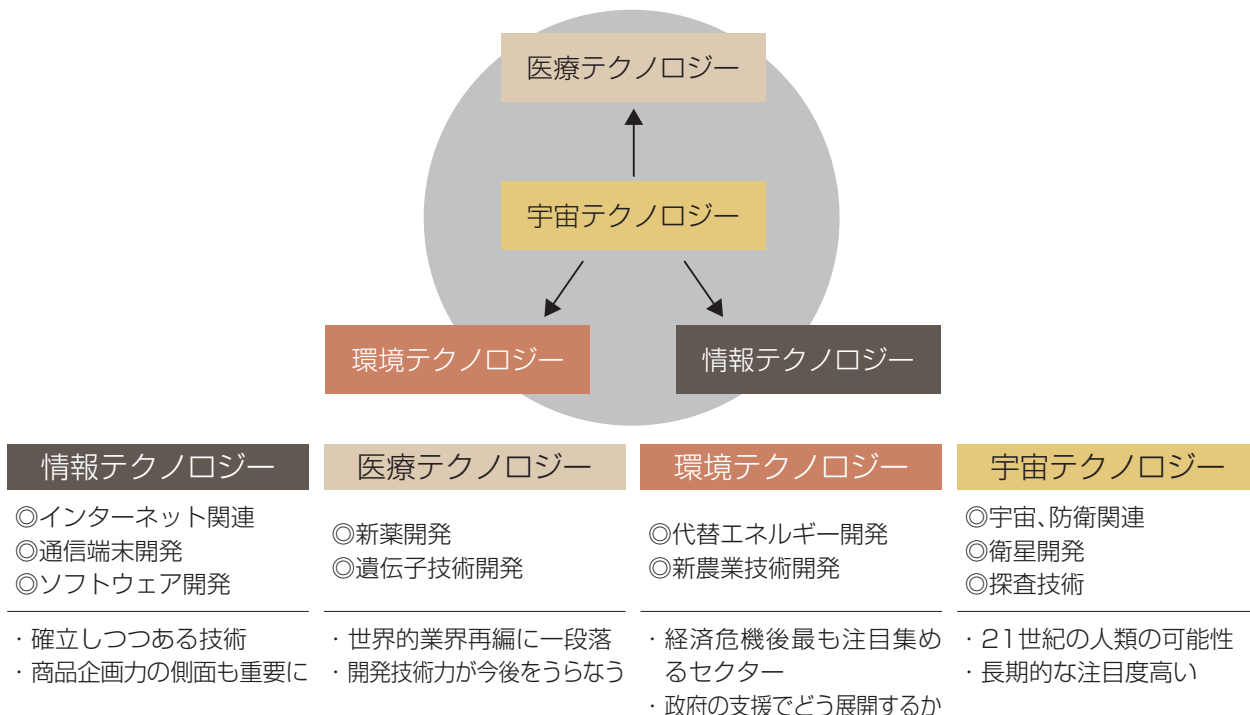 医療テクノロジー
宇宙テクノロジー
環境テクノロジー
情報テクノロジー
情報テクノロジー
◎インターネット関連
◎通信端末開発
◎ソフトウェア開発
・確立しつつある技術
・商品企画力の側面も重要に
医療テクノロジー
◎新薬開発
◎遺伝子技術開発
・世界的業界再編に一段落
・開発技術力が今後をうらなう
環境テクノロジー
◎代替エネルギー開発
◎新農業技術開発
・経済危機後最も注目集め
るセクター
・政府の支援でどう展開するか
宇宙テクノロジー
◎宇宙、防衛関連
◎衛星開発
◎探査技術
・21世紀の人類の可能性
・長期的な注目度高い